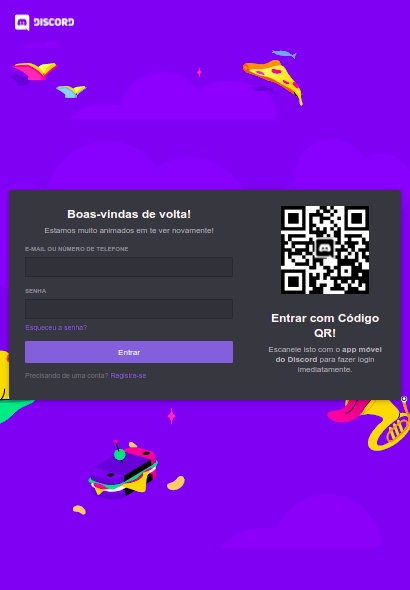 DISCORD
Boas-vindas de volta!
Estamos muito animados em te ver novamente!
E-MAIL OU NÚMERO DE TELEFONE
SENHA
Esqueceu a senha?
Entrar
Precisando de uma conta? Registre-se
Entrar com Código
QR!
Escaneie isto com o app móvel
do Discord para fazer login
imediatamente.